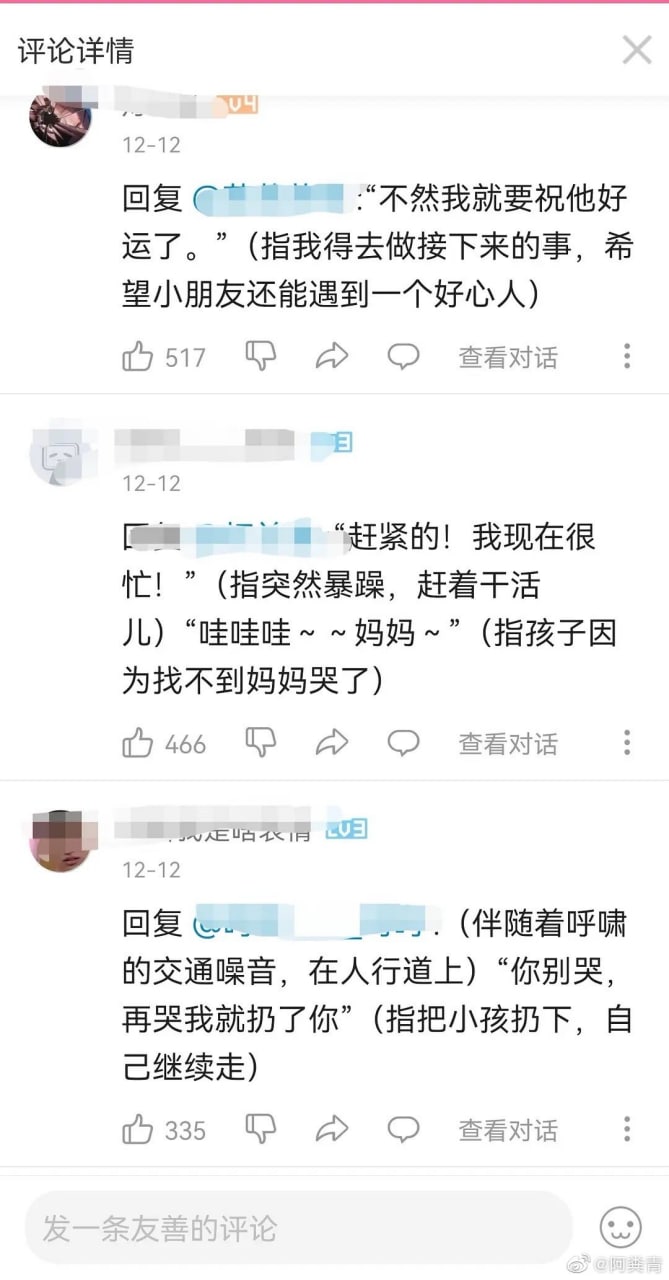 评论详情
12-12
回复 :“不然我就要祝他好
运了。”（指我得去做接下来的事，希
望小朋友还能遇到一个好心人）
517 查看对话
12-12
“赶紧的！我现在很
忙！”（指突然暴躁，赶着干活
儿）“哇哇哇～～妈妈～”（指孩子因
为找不到妈妈哭了）
466 查看对话
我是啥表情 LV3
12-12
回复 ：（伴随着呼啸
的交通噪音，在人行道上）“你别哭，
再哭我就扔了你”（指把小孩扔下，自
己继续走）
335 查看对话
发一条友善的评论
@阿粪青